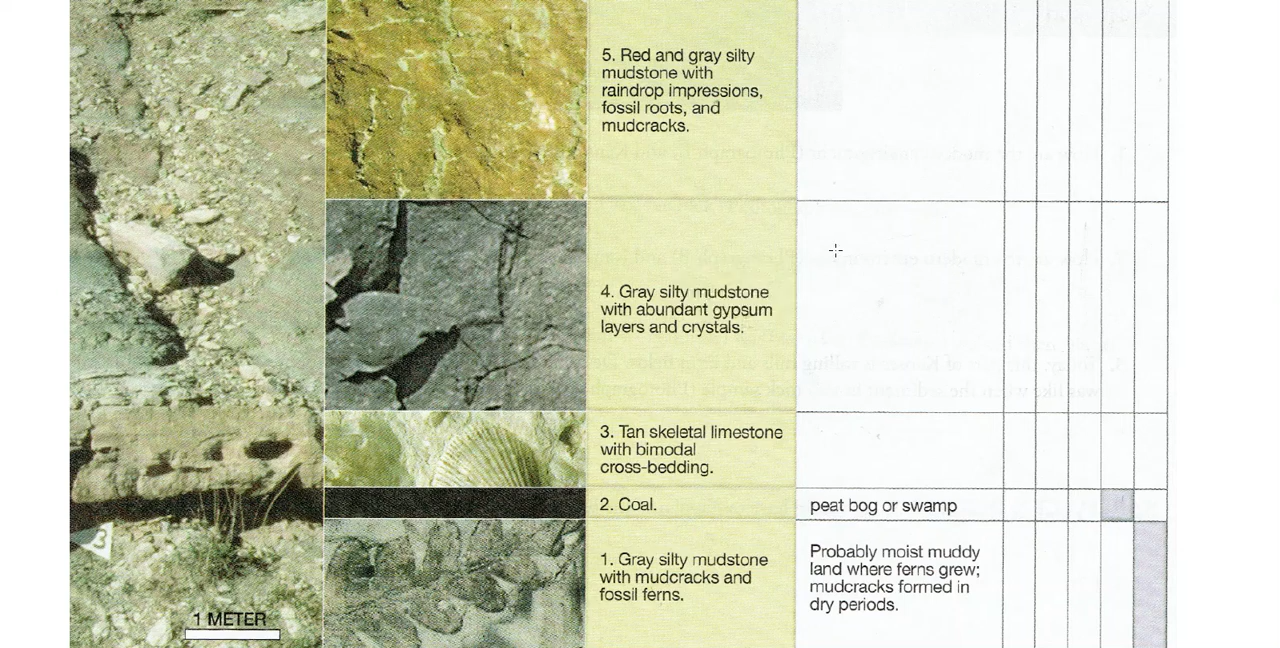 5. Red and gray silty
mudstone with
raindrop impressions,
fossil roots, and
mudcracks.
4. Gray silty mudstone
with abundant gypsum
layers and crystals.
3. Tan skeletal limestone
with bimodal
cross-bedding.
2. Coal.
peat bog or swamp
1. Gray silty mudstone
with mudcracks and
fossil ferns.
Probably moist muddy
land where ferns grew;
mudcracks formed in
dry periods.
3
1 METER